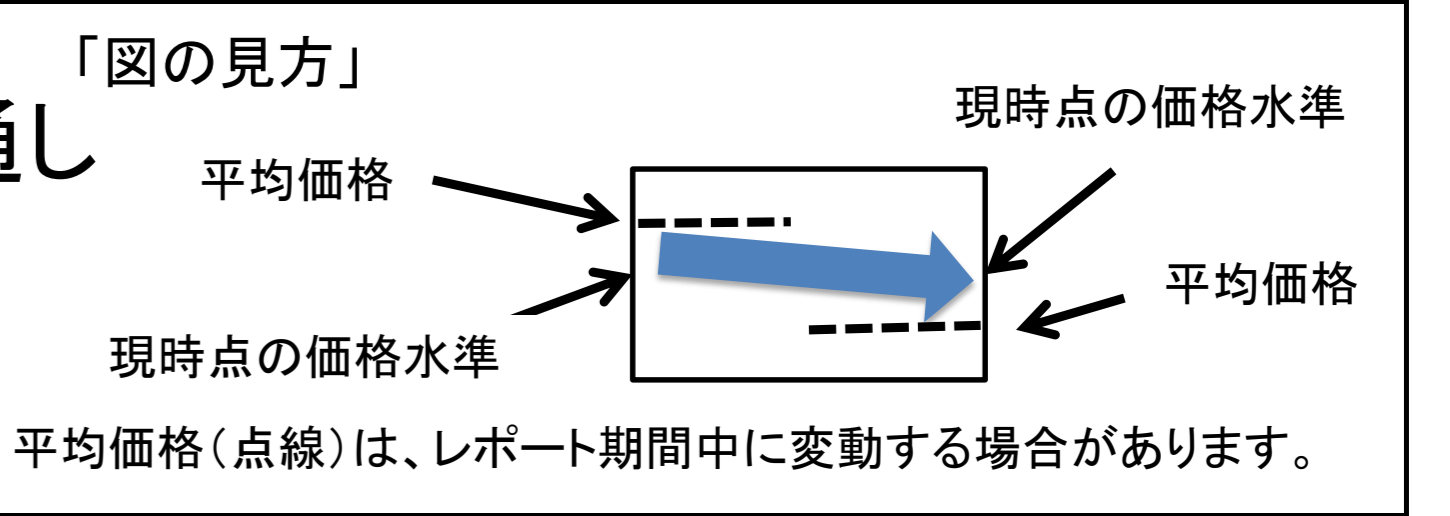 「図の見方」
通し
現時点の価格水準
平均価格
平均価格
現時点の価格水準
平均価格（点線）は、レポート期間中に変動する場合があります。